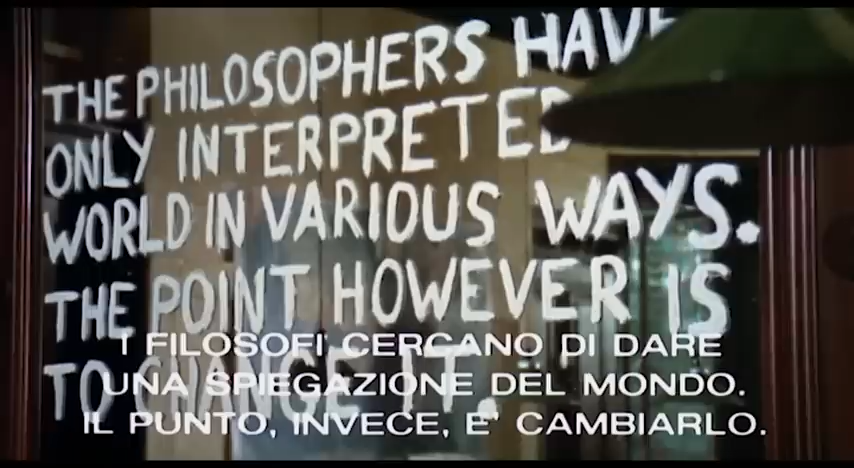 THE PHILOSOPHERS HAVE
ONLY INTERPRETED
WORLD IN VARIOUS WAYS.
THE POINT HOWEVER IS
TO CHANGE IT.
I FILOSOFI CERCANO DI DARE
UNA SPIEGAZIONE DEL MONDO.
IL PUNTO, INVECE, E' CAMBIARLO.